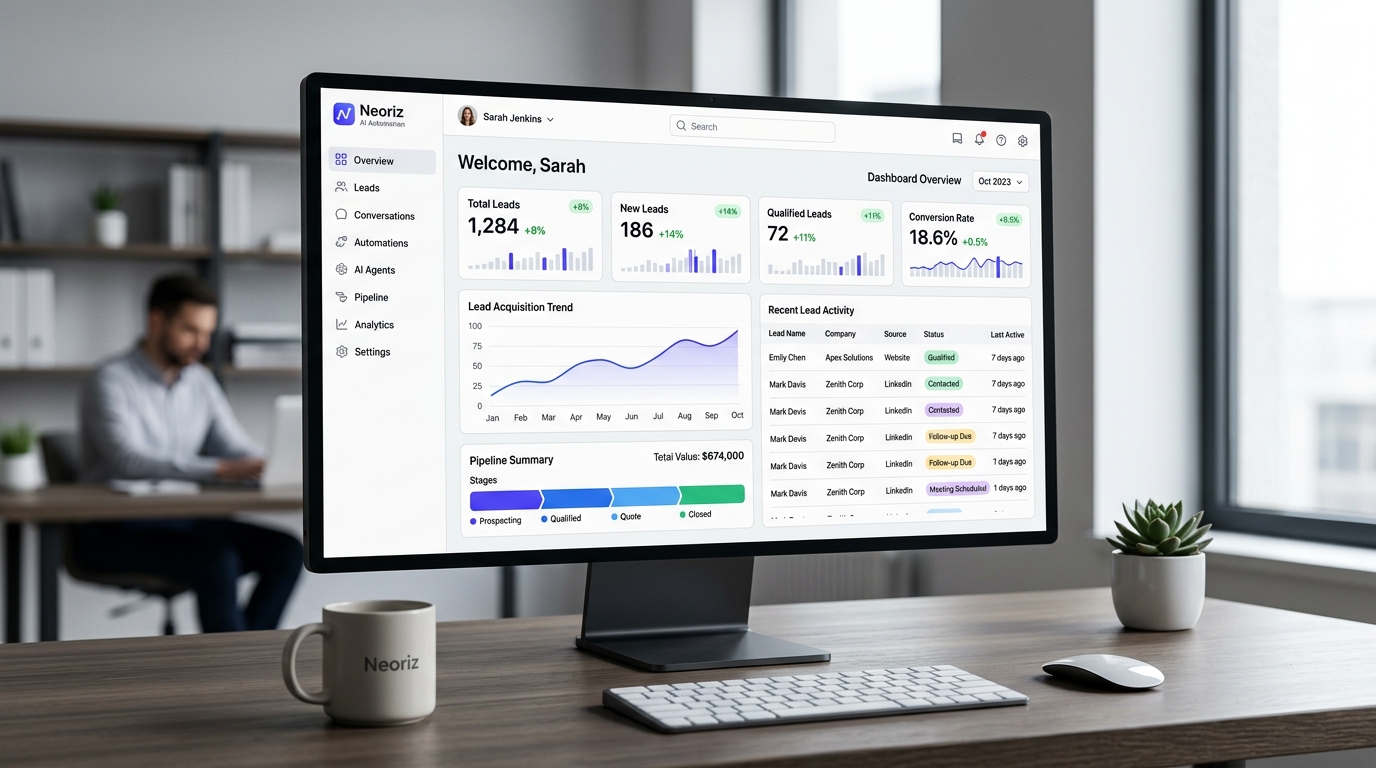 Neoriz
AI Automation
Sarah Jenkins
Search
Overview
Leads
Conversations
Automations
AI Agents
Pipeline
Analytics
Settings
Welcome, Sarah
Dashboard Overview
Oct 2023
Total Leads
+8%
1,284 +8%
New Leads
+14%
186 +14%
Qualified Leads
+11%
72 +11%
Conversion Rate
+8.5%
18.6% +0.5%
Lead Acquisition Trend
100
75
50
25
0
Jan Feb Mar Apr May Jun Jul Aug Sep Oct
Pipeline Summary
Total Value: $674,000
Stages
Prospecting Qualified Quote Closed
Recent Lead Activity
Lead Name Company Source Status Last Active
Emily Chen Apex Solutions Website Gualified 7 days ago
Mark Davis Zenith Corp Linkedin Contacted 7 days ago
Mark Devis Zenith Corp Linkedin Contasted 7 days ago
Mark Devis Zenith Corp Linkedin Follow-up Due 7 days sgo
Mark Davis Zenith Corp Linkedin Follow-up Dus 1 days ago
Mark Davis Zenith Corp Linkedin Meeting Scheduled 1 days ago
Neoriz